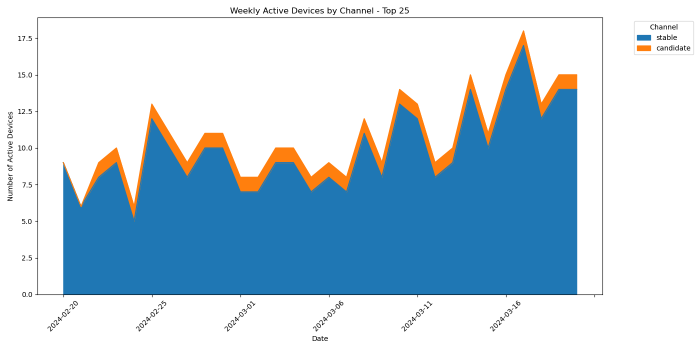 Weekly Active Devices by Channel - Top 25
Channel
stable
candidate
Number of Active Devices
17.5
15.0
12.5
10.0
7.5
5.0
2.5
0.0
2024-02-20
2024-02-25
2024-03-01
2024-03-06
2024-03-11
2024-03-16
Date